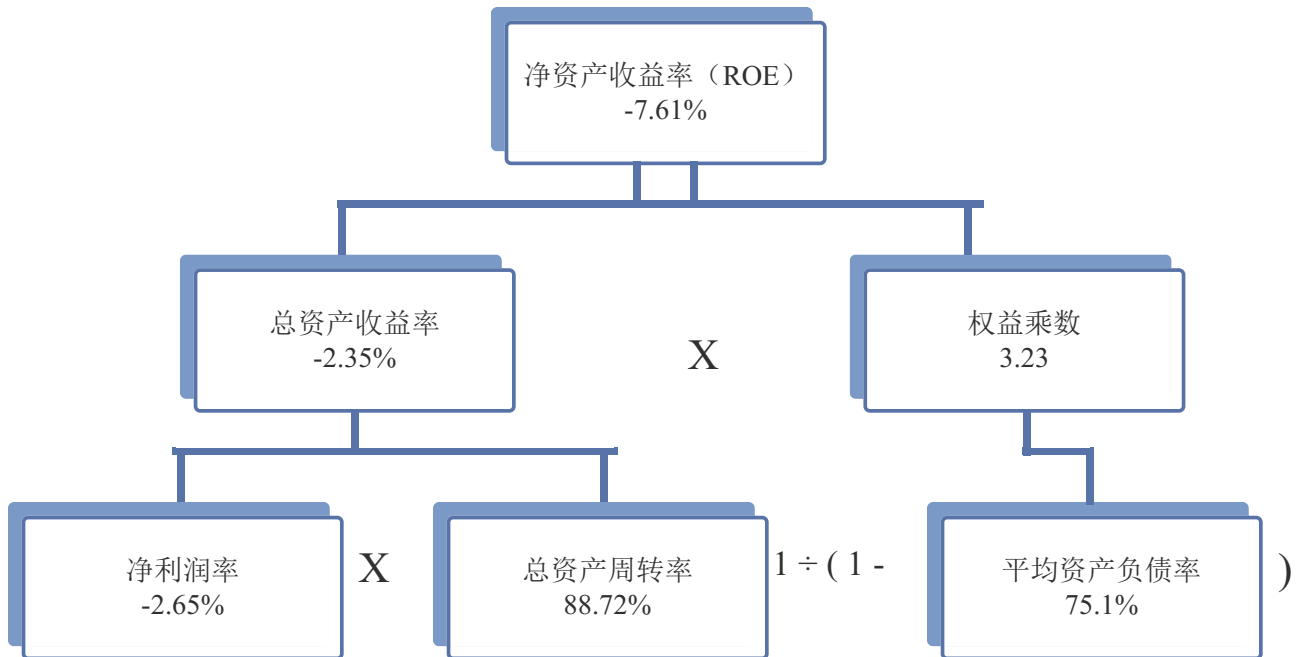 净资产收益率（ROE）
-7.61%
总资产收益率
-2.35%
X
权益乘数
3.23
净利润率
-2.65%
X
总资产周转率
88.72%
1 ÷ ( 1 -
平均资产负债率
75.1%
)